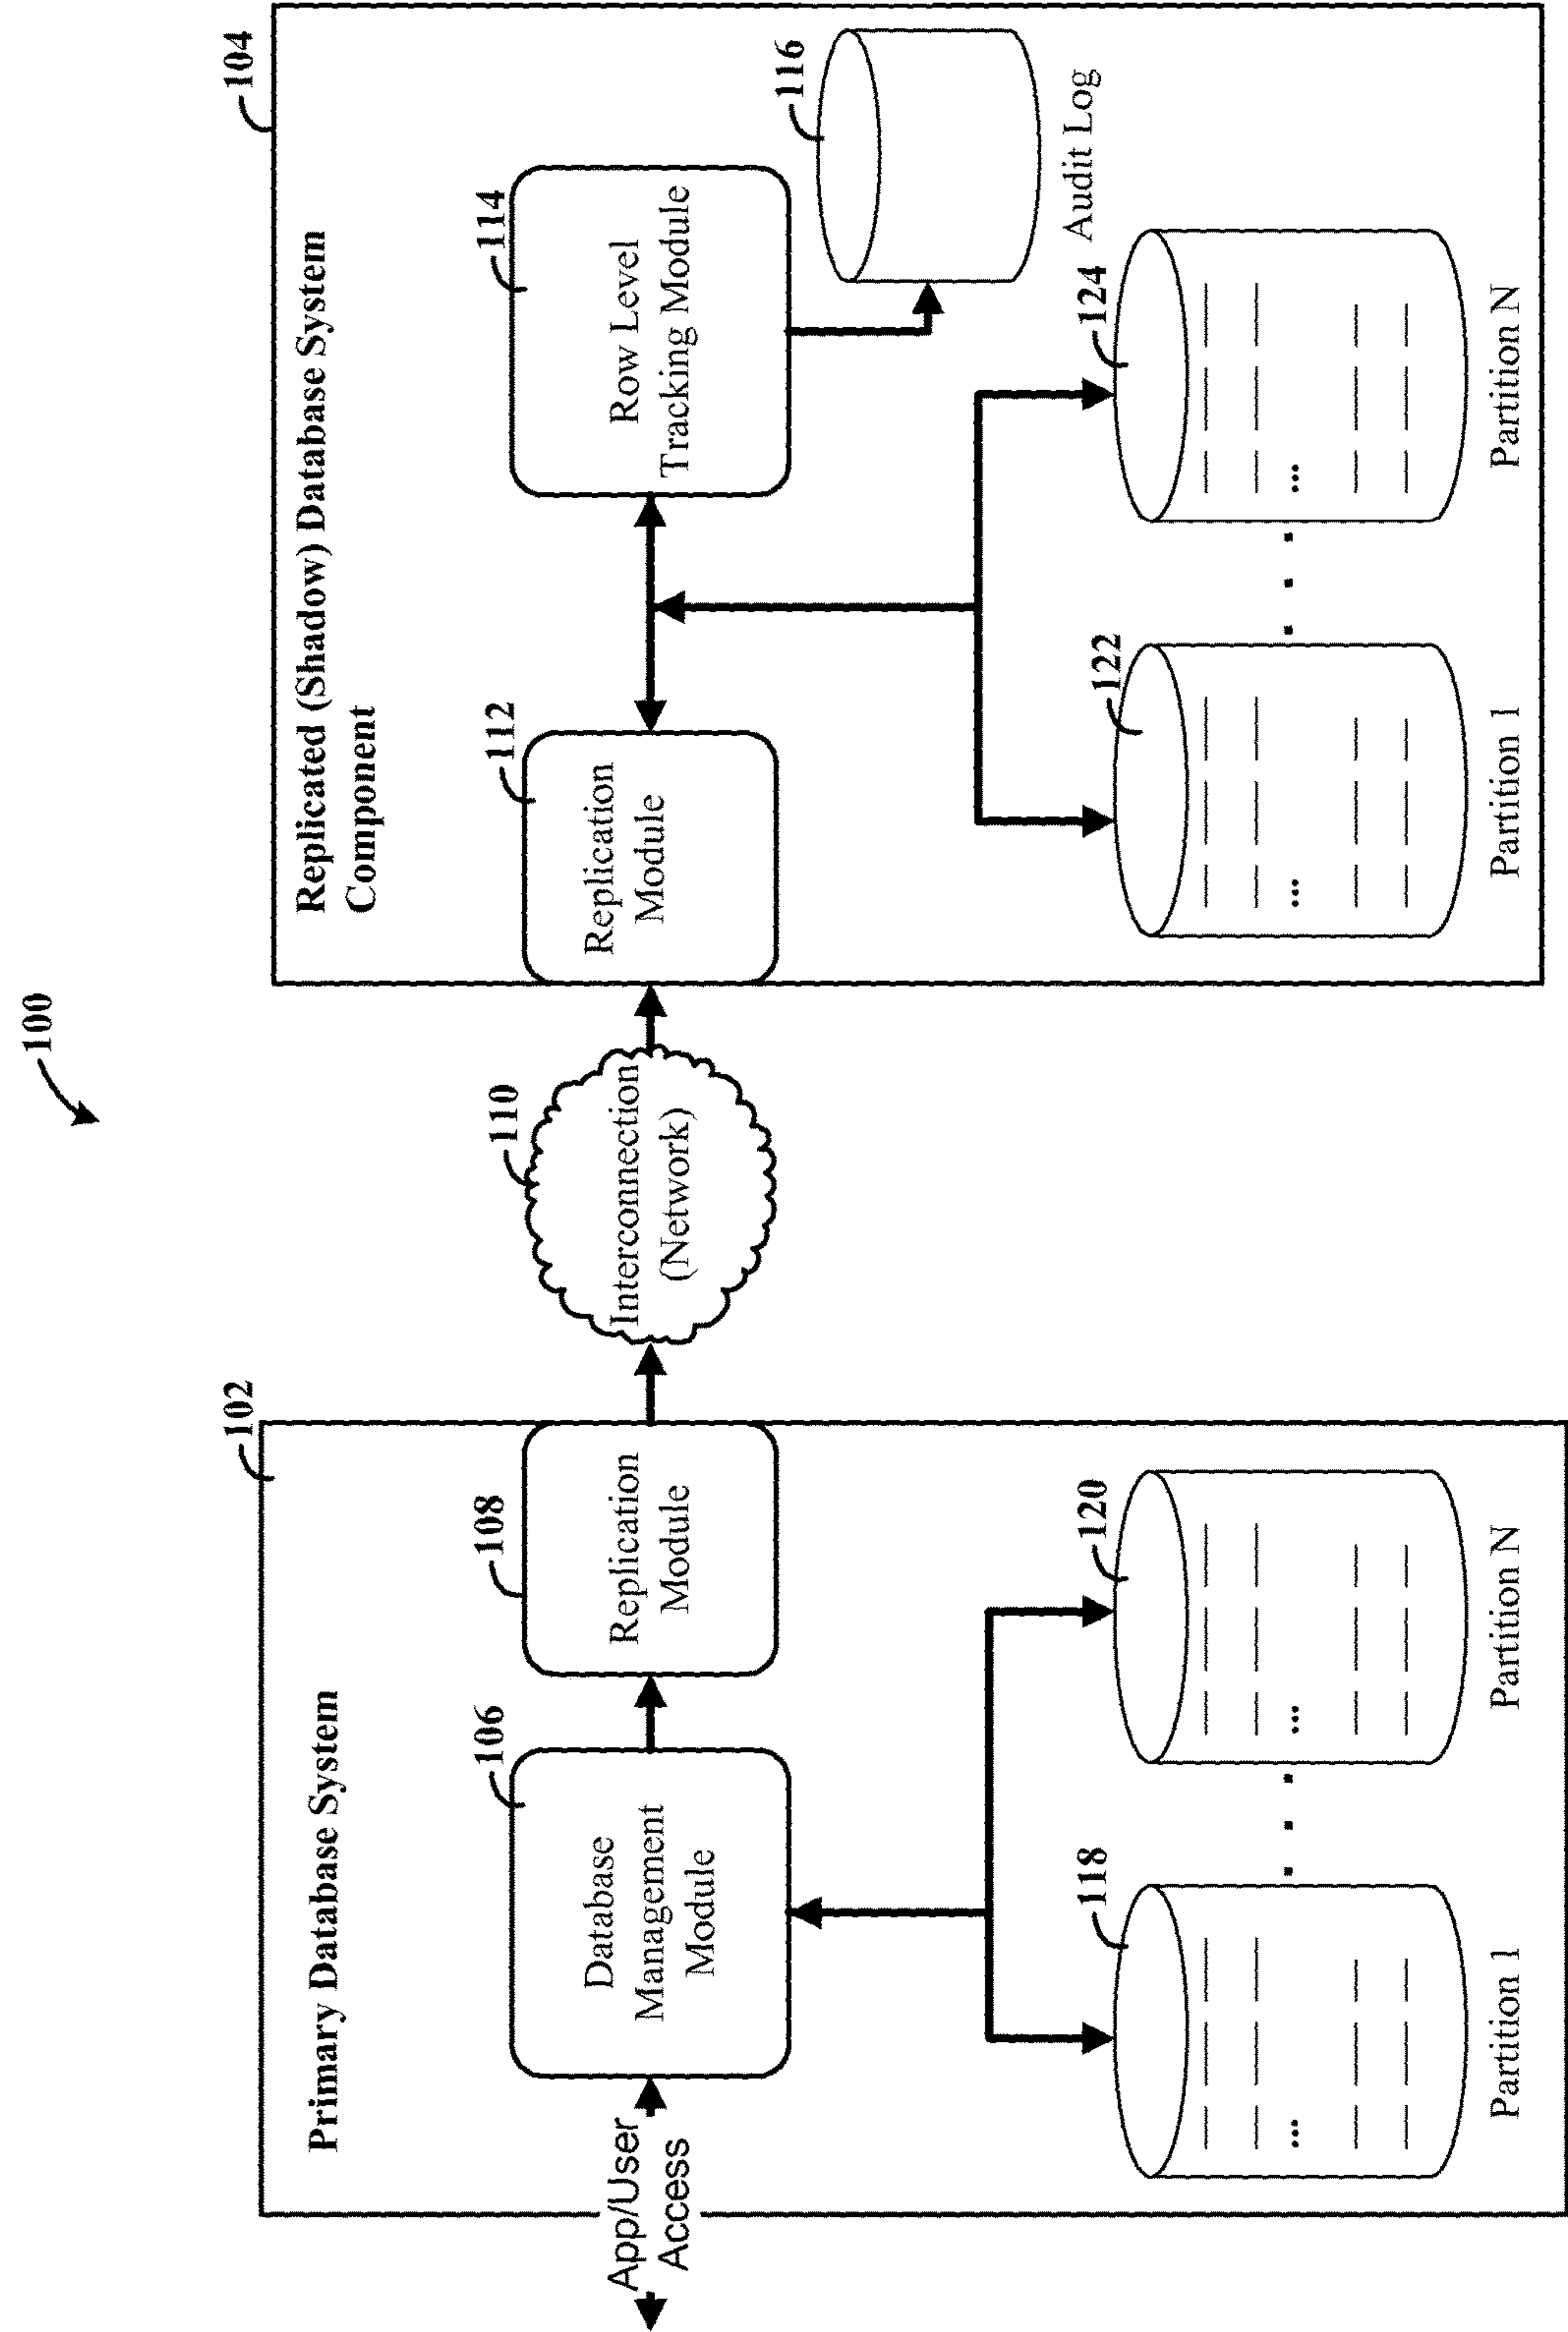 100
102
Primary Database System
App/User
Access
106
Database
Management
Module
108
Replication
Module
118
Partition 1
...
120
Partition N
...
110
Interconnection
(Network)
104
Replicated (Shadow) Database System
Component
112
Replication
Module
114
Row Level
Tracking Module
116
Audit Log
122
Partition 1
...
124
Partition N
...